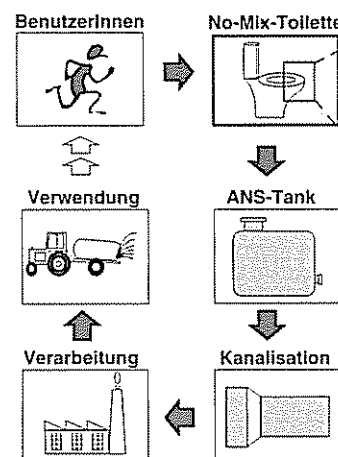 BenutzerInnen
No-Mix-Toilette
Verwendung
ANS-Tank
Verarbeitung
Kanalisation